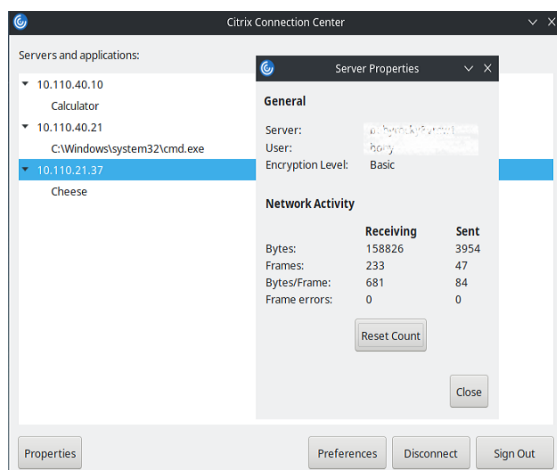 Citrix Connection Center
Servers and applications:
10.110.40.10
Calculator
10.110.40.21
C:\Windows\system32\cmd.exe
10.110.21.37
Cheese
Server Properties
General
Server:
User:
Encryption Level: Basic
Network Activity
Receiving Sent
Bytes: 158826 3954
Frames: 233 47
Bytes/Frame: 681 84
Frame errors: 0 0
Reset Count
Close
Properties Preferences Disconnect Sign Out